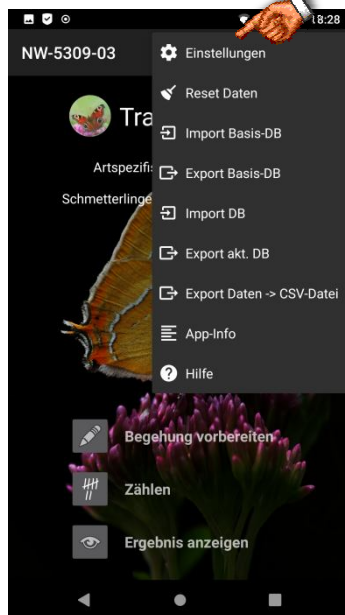 18:28
NW-5309-03
Einstellungen
Reset Daten
Import Basis-DB
Export Basis-DB
Import DB
Export akt. DB
Export Daten -> CSV-Datei
App-Info
Hilfe
Tra
Artspezifi
Schmetterlinge
Begehung vorbereiten
Zählen
Ergebnis anzeigen